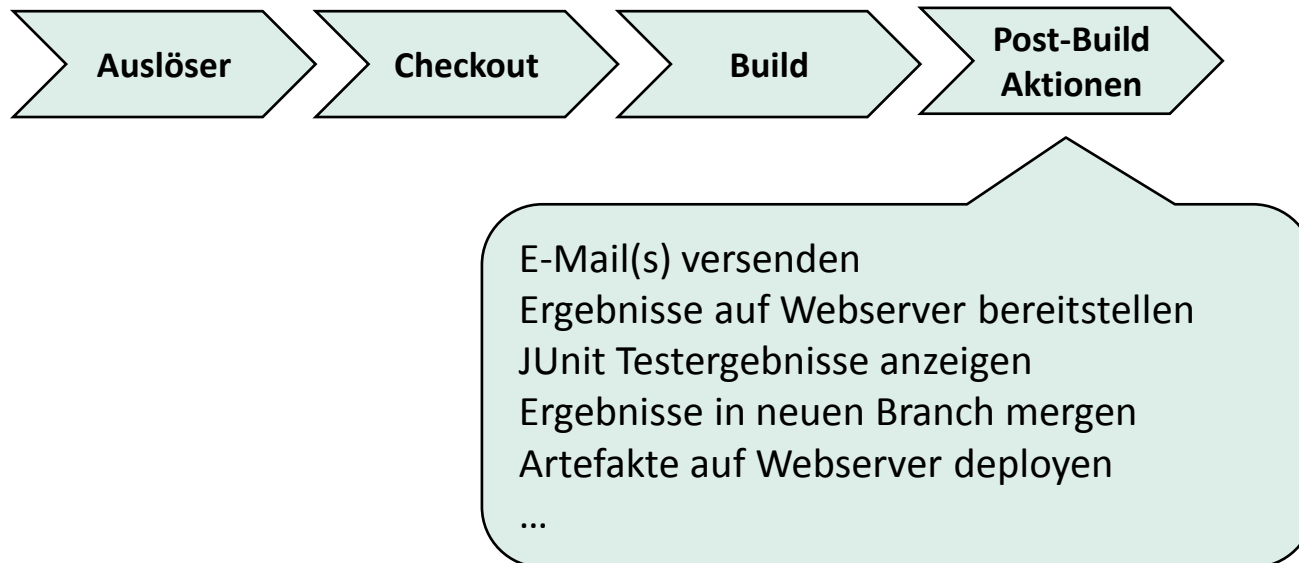 Auslöser
Checkout
Build
Post-Build
Aktionen
E-Mail(s) versenden
Ergebnisse auf Webserver bereitstellen
JUnit Testergebnisse anzeigen
Ergebnisse in neuen Branch mergen
Artefakte auf Webserver deployen
...